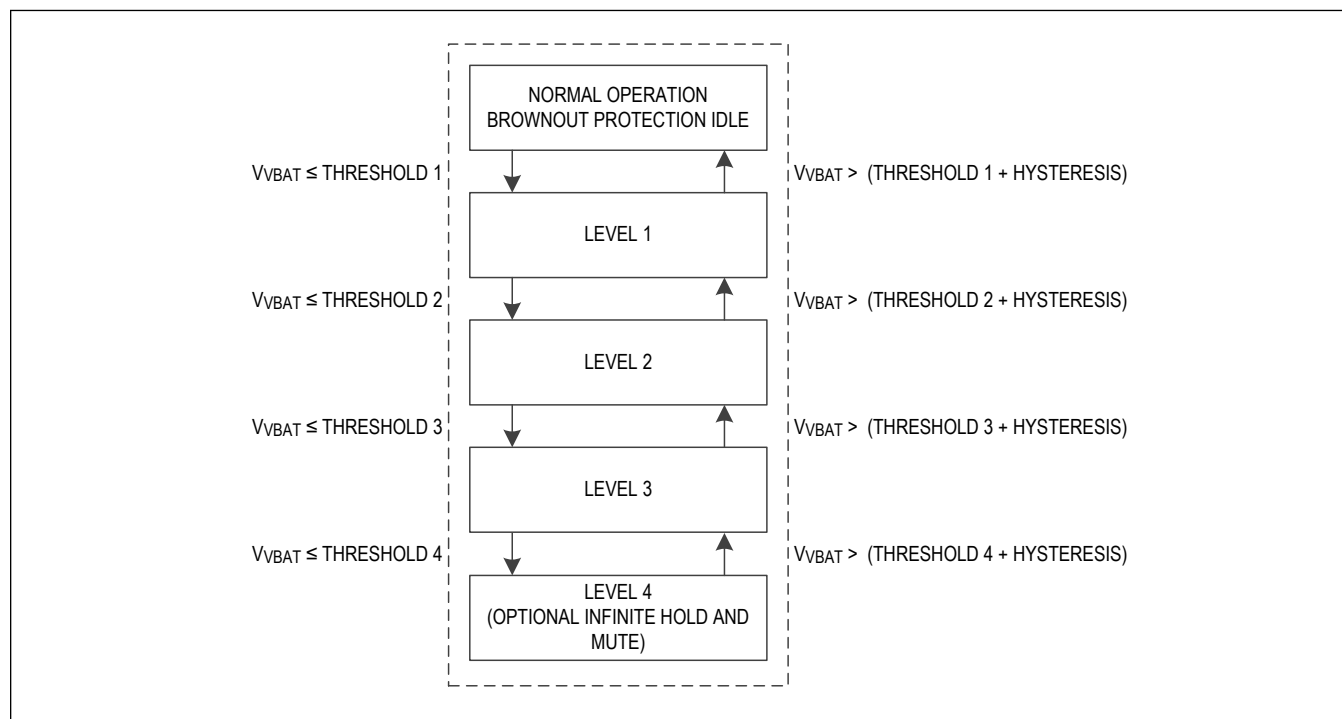 NORMAL OPERATION
BROWNOUT PROTECTION IDLE
VVBAT ≤ THRESHOLD 1
VVBAT > (THRESHOLD 1 + HYSTERESIS)
LEVEL 1
VVBAT ≤ THRESHOLD 2
VVBAT > (THRESHOLD 2 + HYSTERESIS)
LEVEL 2
VVBAT ≤ THRESHOLD 3
VVBAT > (THRESHOLD 3 + HYSTERESIS)
LEVEL 3
VVBAT ≤ THRESHOLD 4
VVBAT > (THRESHOLD 4 + HYSTERESIS)
LEVEL 4
(OPTIONAL INFINITE HOLD AND
MUTE)